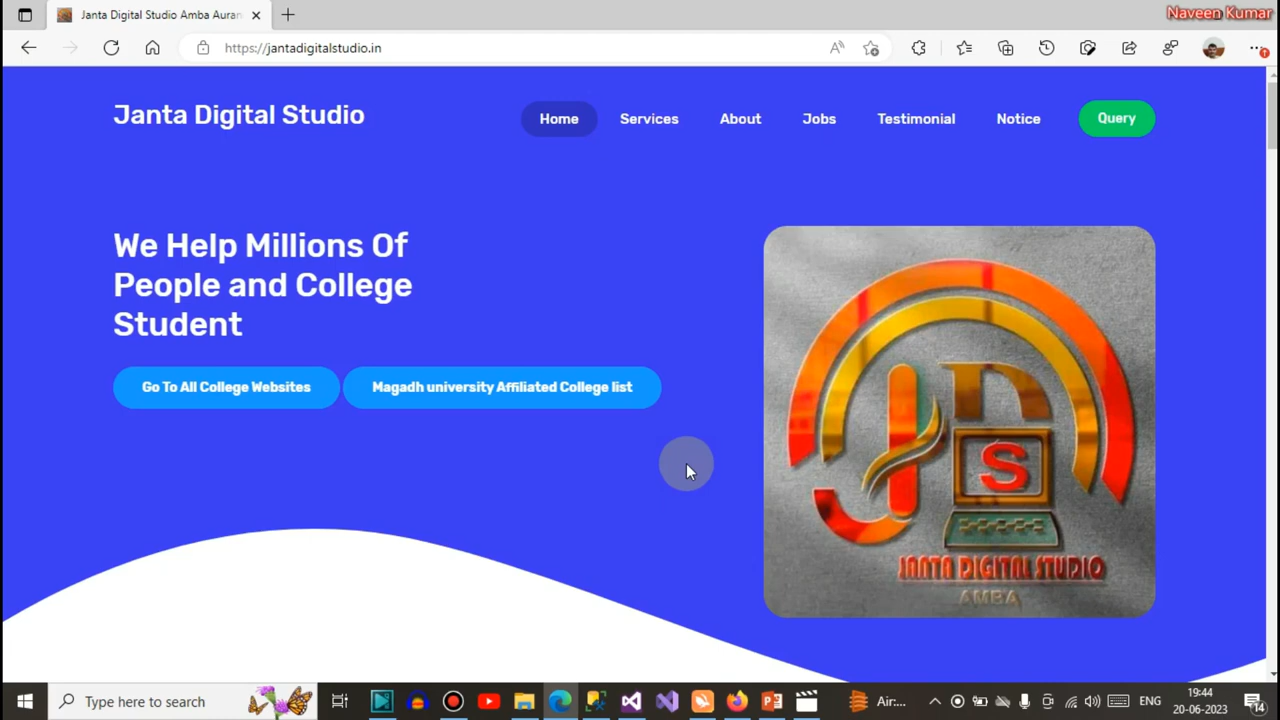 Janta Digital Studio Amba Auran
Naveen Kumar
https://jantadigitalstudio.in
Janta Digital Studio
Home
Services
About
Jobs
Testimonial
Notice
Query
We Help Millions Of
People and College
Student
Go To All College Websites
Magadh university Affiliated College list
S
JANTA DIGITAL STUDIO
AMBA
Type here to search
Air:...
ENG
19:44
20-06-2023
14